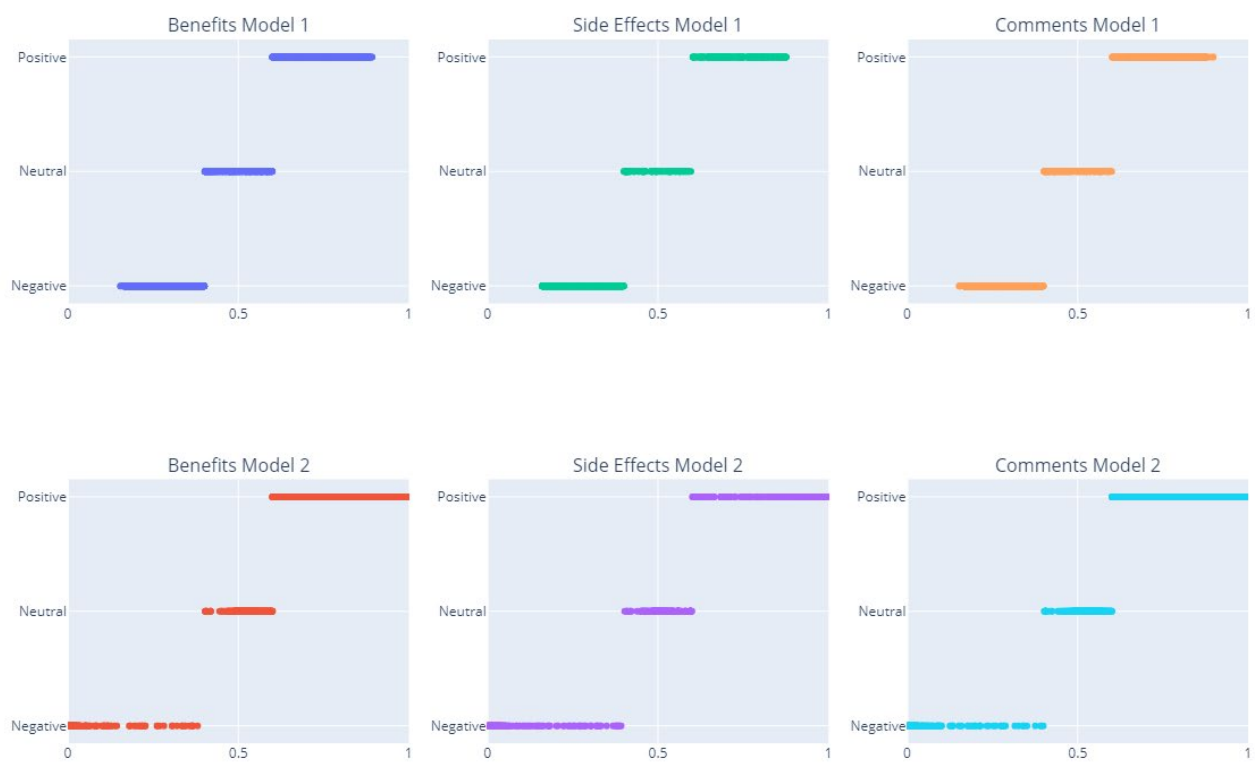 Benefits Model 1
Side Effects Model 1
Comments Model 1
Positive
Positive
Positive
Neutral
Neutral
Neutral
Negative
Negative
Negative
0 0.5 1
0 0.5 1
0 0.5 1
Benefits Model 2
Side Effects Model 2
Comments Model 2
Positive
Positive
Positive
Neutral
Neutral
Neutral
Negative
Negative
Negative
0 0.5 1
0 0.5 1
0 0.5 1